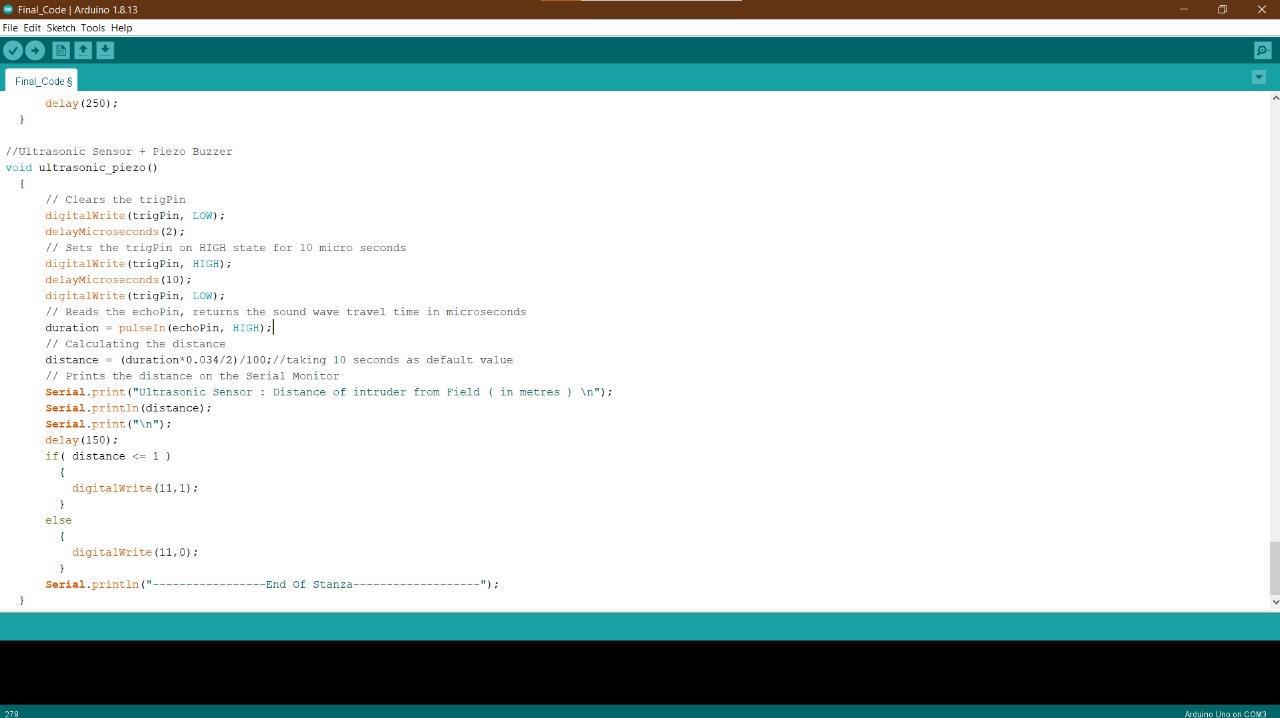 Final_Code | Arduino 1.8.13
File Edit Sketch Tools Help
Final_Code §
delay(250);
}
//Ultrasonic Sensor + Piezo Buzzer
void ultrasonic_piezo()
{
// Clears the trigPin
digitalWrite(trigPin, LOW);
delayMicroseconds(2);
// Sets the trigPin on HIGH state for 10 micro seconds
digitalWrite(trigPin, HIGH);
delayMicroseconds(10);
digitalWrite(trigPin, LOW);
// Reads the echoPin, returns the sound wave travel time in microseconds
duration = pulseIn(echoPin, HIGH);
// Calculating the distance
distance = (duration*0.034/2)/100;//taking 10 seconds as default value
// Prints the distance on the Serial Monitor
Serial.print("Ultrasonic Sensor : Distance of intruder from Field ( in metres ) \n");
Serial.println(distance);
Serial.print("\n");
delay(150);
if( distance <= 1 )
{
digitalWrite(11,1);
}
else
{
digitalWrite(11,0);
}
Serial.println("-----------------End Of Stanza-------------------");
}
278
Arduino Uno on COM3